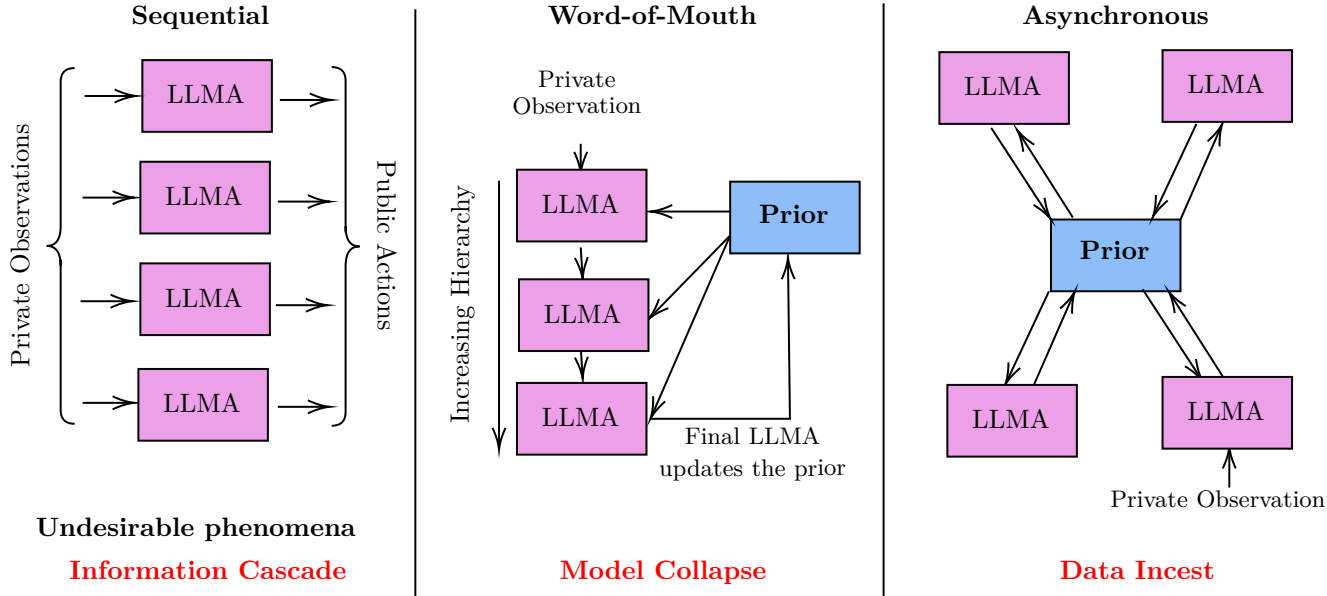 Sequential
Private Observations
LLMA
LLMA
LLMA
LLMA
Public Actions
Undesirable phenomena
Information Cascade
Word-of-Mouth
Private
Observation
Increasing Hierarchy
LLMA
LLMA
LLMA
Prior
Final LLMA
updates the prior
Model Collapse
Asynchronous
LLMA
LLMA
Prior
LLMA
LLMA
Private Observation
Data Incest